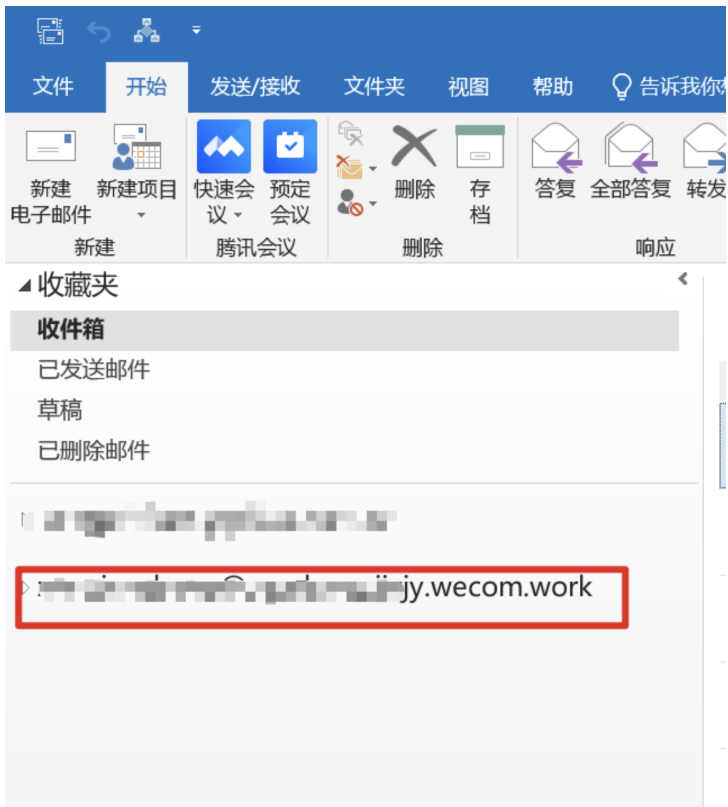 文件 开始 发送/接收 文件夹 视图 帮助 告诉我你
新建 新建项目 快速会 预定 删除 存 答复 全部答复 转发
电子邮件 议 会议 档
新建 腾讯会议 删除 响应
收藏夹
收件箱
已发送邮件
草稿
已删除邮件
jy.wecom.work